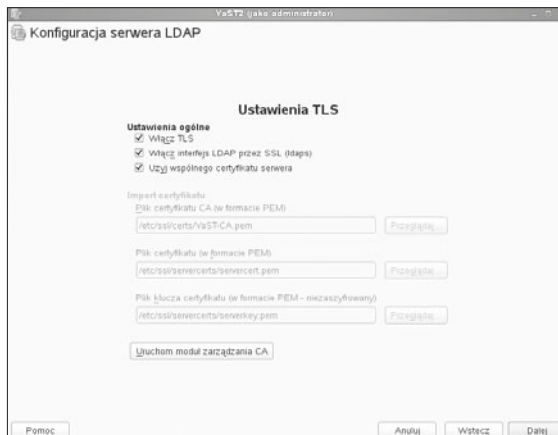 YaST2 (jako administrator)
Konfiguracja serwera LDAP
Ustawienia TLS
Ustawienia ogólne
Włącz TLS
Włącz interfejs LDAP przez SSL (ldaps)
Użyj wspólnego certyfikatu serwera
Import certyfikatu
Plik certyfikatu CA (w formacie PEM)
/etc/ssl/certs/YaST-CA.pem
Przeglądaj...
Plik certyfikatu (w formacie PEM)
/etc/ssl/servercerts/servercert.pem
Przeglądaj...
Plik klucza certyfikatu (w formacie PEM - niezaszyfrowany)
/etc/ssl/servercerts/serverkey.pem
Przeglądaj...
Uruchom moduł zarządzania CA
Pomoc
Anuluj
Wstecz
Dalej